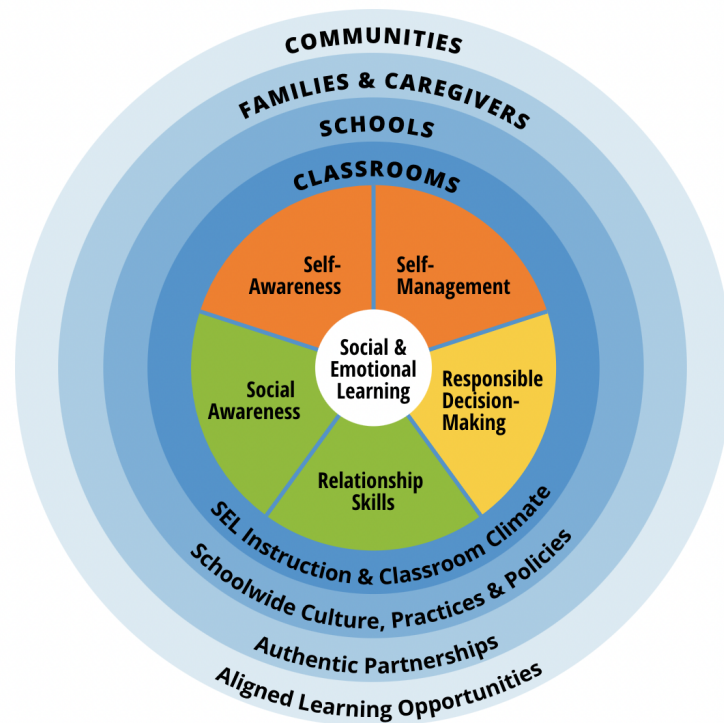 COMMUNITIES
FAMILIES & CAREGIVERS
SCHOOLS
CLASSROOMS
Self-
Awareness
Self-
Management
Social &
Emotional
Learning
Social
Awareness
Responsible
Decision-
Making
Relationship
Skills
SEL Instruction & Classroom Climate
Schoolwide Culture, Practices & Policies
Authentic Partnerships
Aligned Learning Opportunities